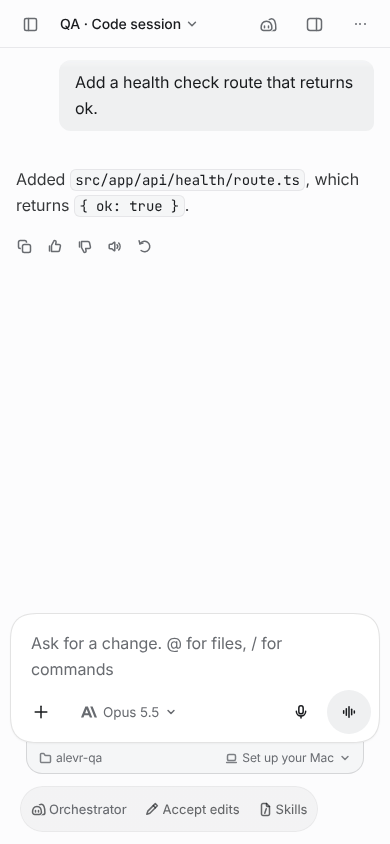 QA · Code session
Add a health check route that returns
ok.
Added src/app/api/health/route.ts, which
returns { ok: true }.
Ask for a change. @ for files, / for
commands
Opus 5.5
alevr-qa
Set up your Mac
Orchestrator
Accept edits
Skills